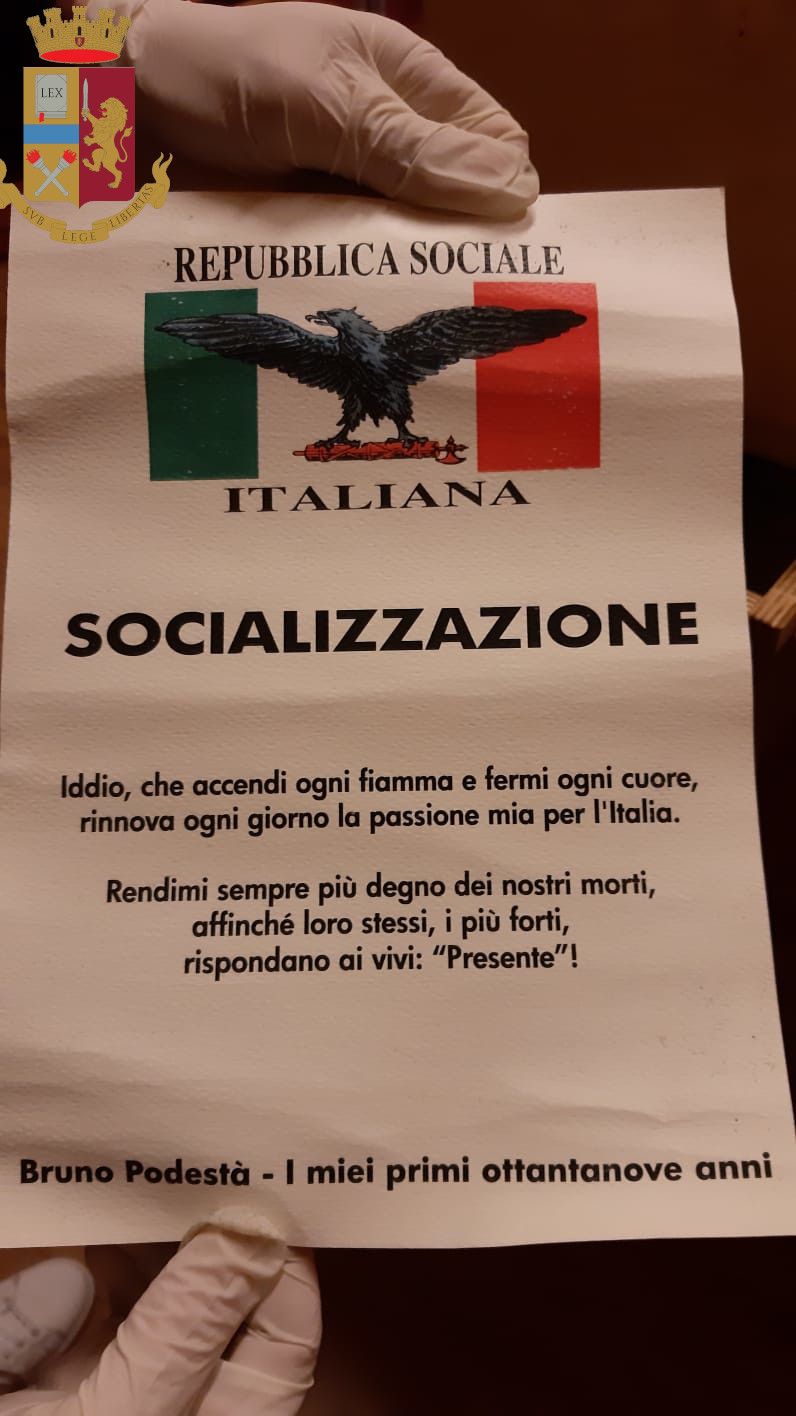 LEX
SVB LEGE LIBERTAS
REPUBBLICA SOCIALE
ITALIANA
SOCIALIZZAZIONE
Iddio, che accendi ogni fiamma e fermi ogni cuore,
rinnova ogni giorno la passione mia per l'Italia.
Rendimi sempre più degno dei nostri morti,
affinché loro stessi, i più forti,
rispondano ai vivi: “Presente”!
Bruno Podestà - I miei primi ottantanove anni